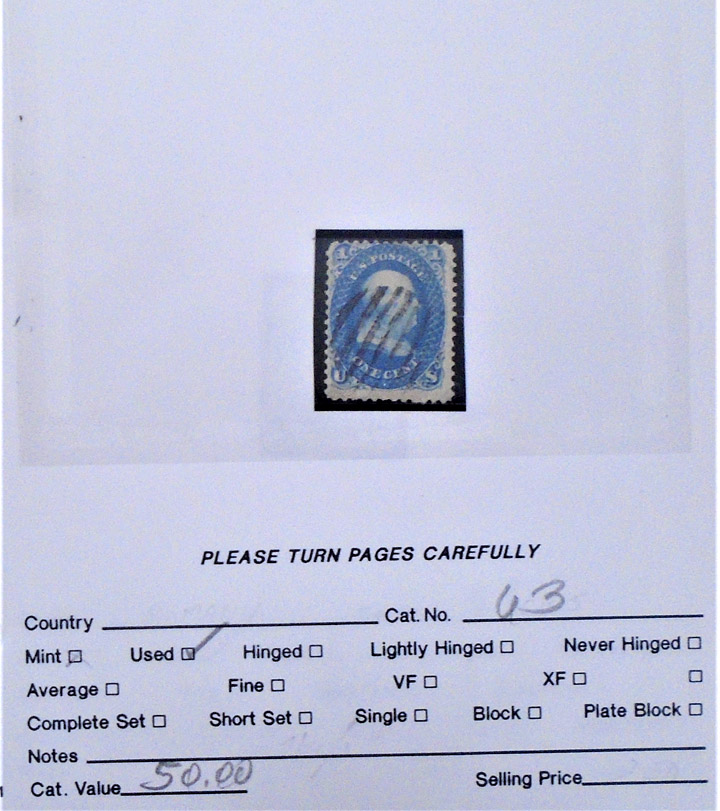 1 1
U.S. POSTAGE
ONE CENT
U S
PLEASE TURN PAGES CAREFULLY
Country Cat. No. 63
Mint Used Hinged Lightly Hinged Never Hinged
Average Fine VF XF
Complete Set Short Set Single Block Plate Block
Notes
Cat. Value 50.00 Selling Price